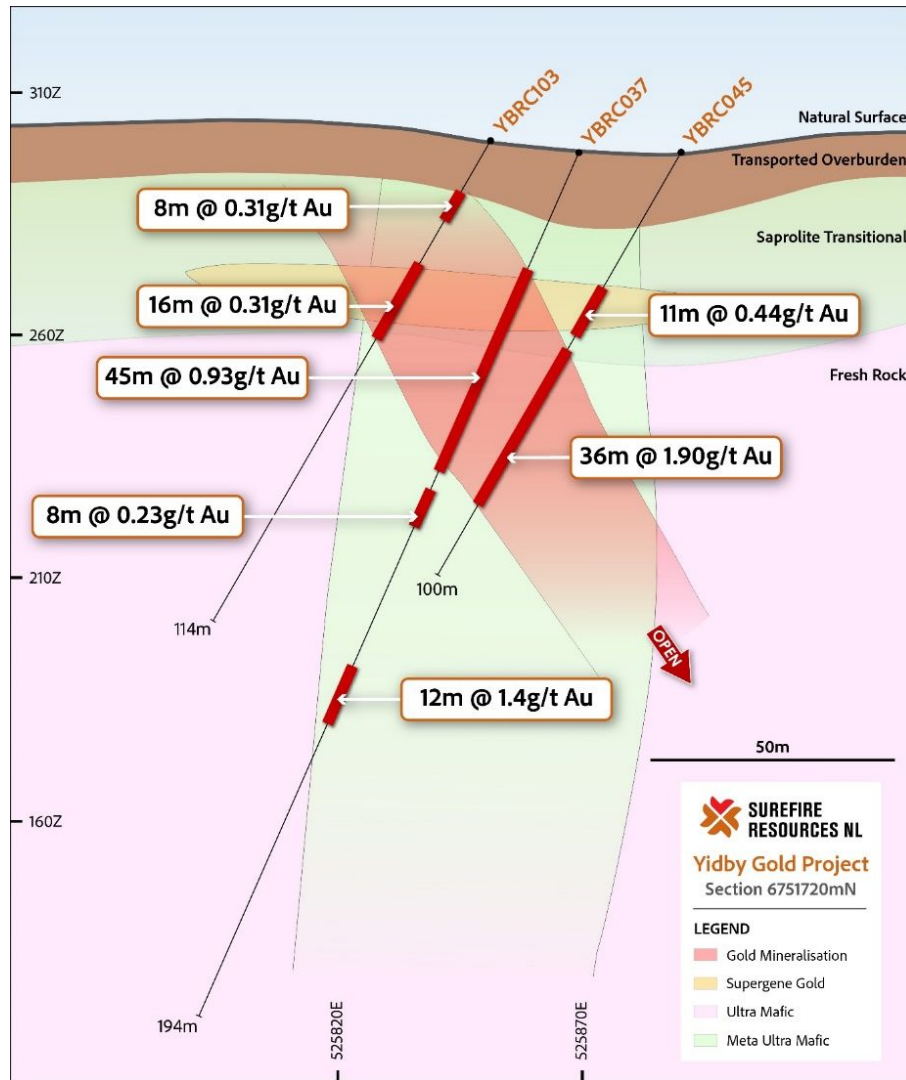 YBRC103
YBRC037
YBRC045
310Z
Natural Surface
Transported Overburden
8m @ 0.31g/t Au
Saprolite Transitional
16m @ 0.31g/t Au
11m @ 0.44g/t Au
260Z
45m @ 0.93g/t Au
Fresh Rock
36m @ 1.90g/t Au
8m @ 0.23g/t Au
210Z
100m
114m
OPEN
12m @ 1.4g/t Au
50m
160Z
SUREFIRE
RESOURCES NL
Yidby Gold Project
Section 6751720mN
LEGEND
Gold Mineralisation
Supergene Gold
Ultra Mafic
Meta Ultra Mafic
194m
525820E
525870E